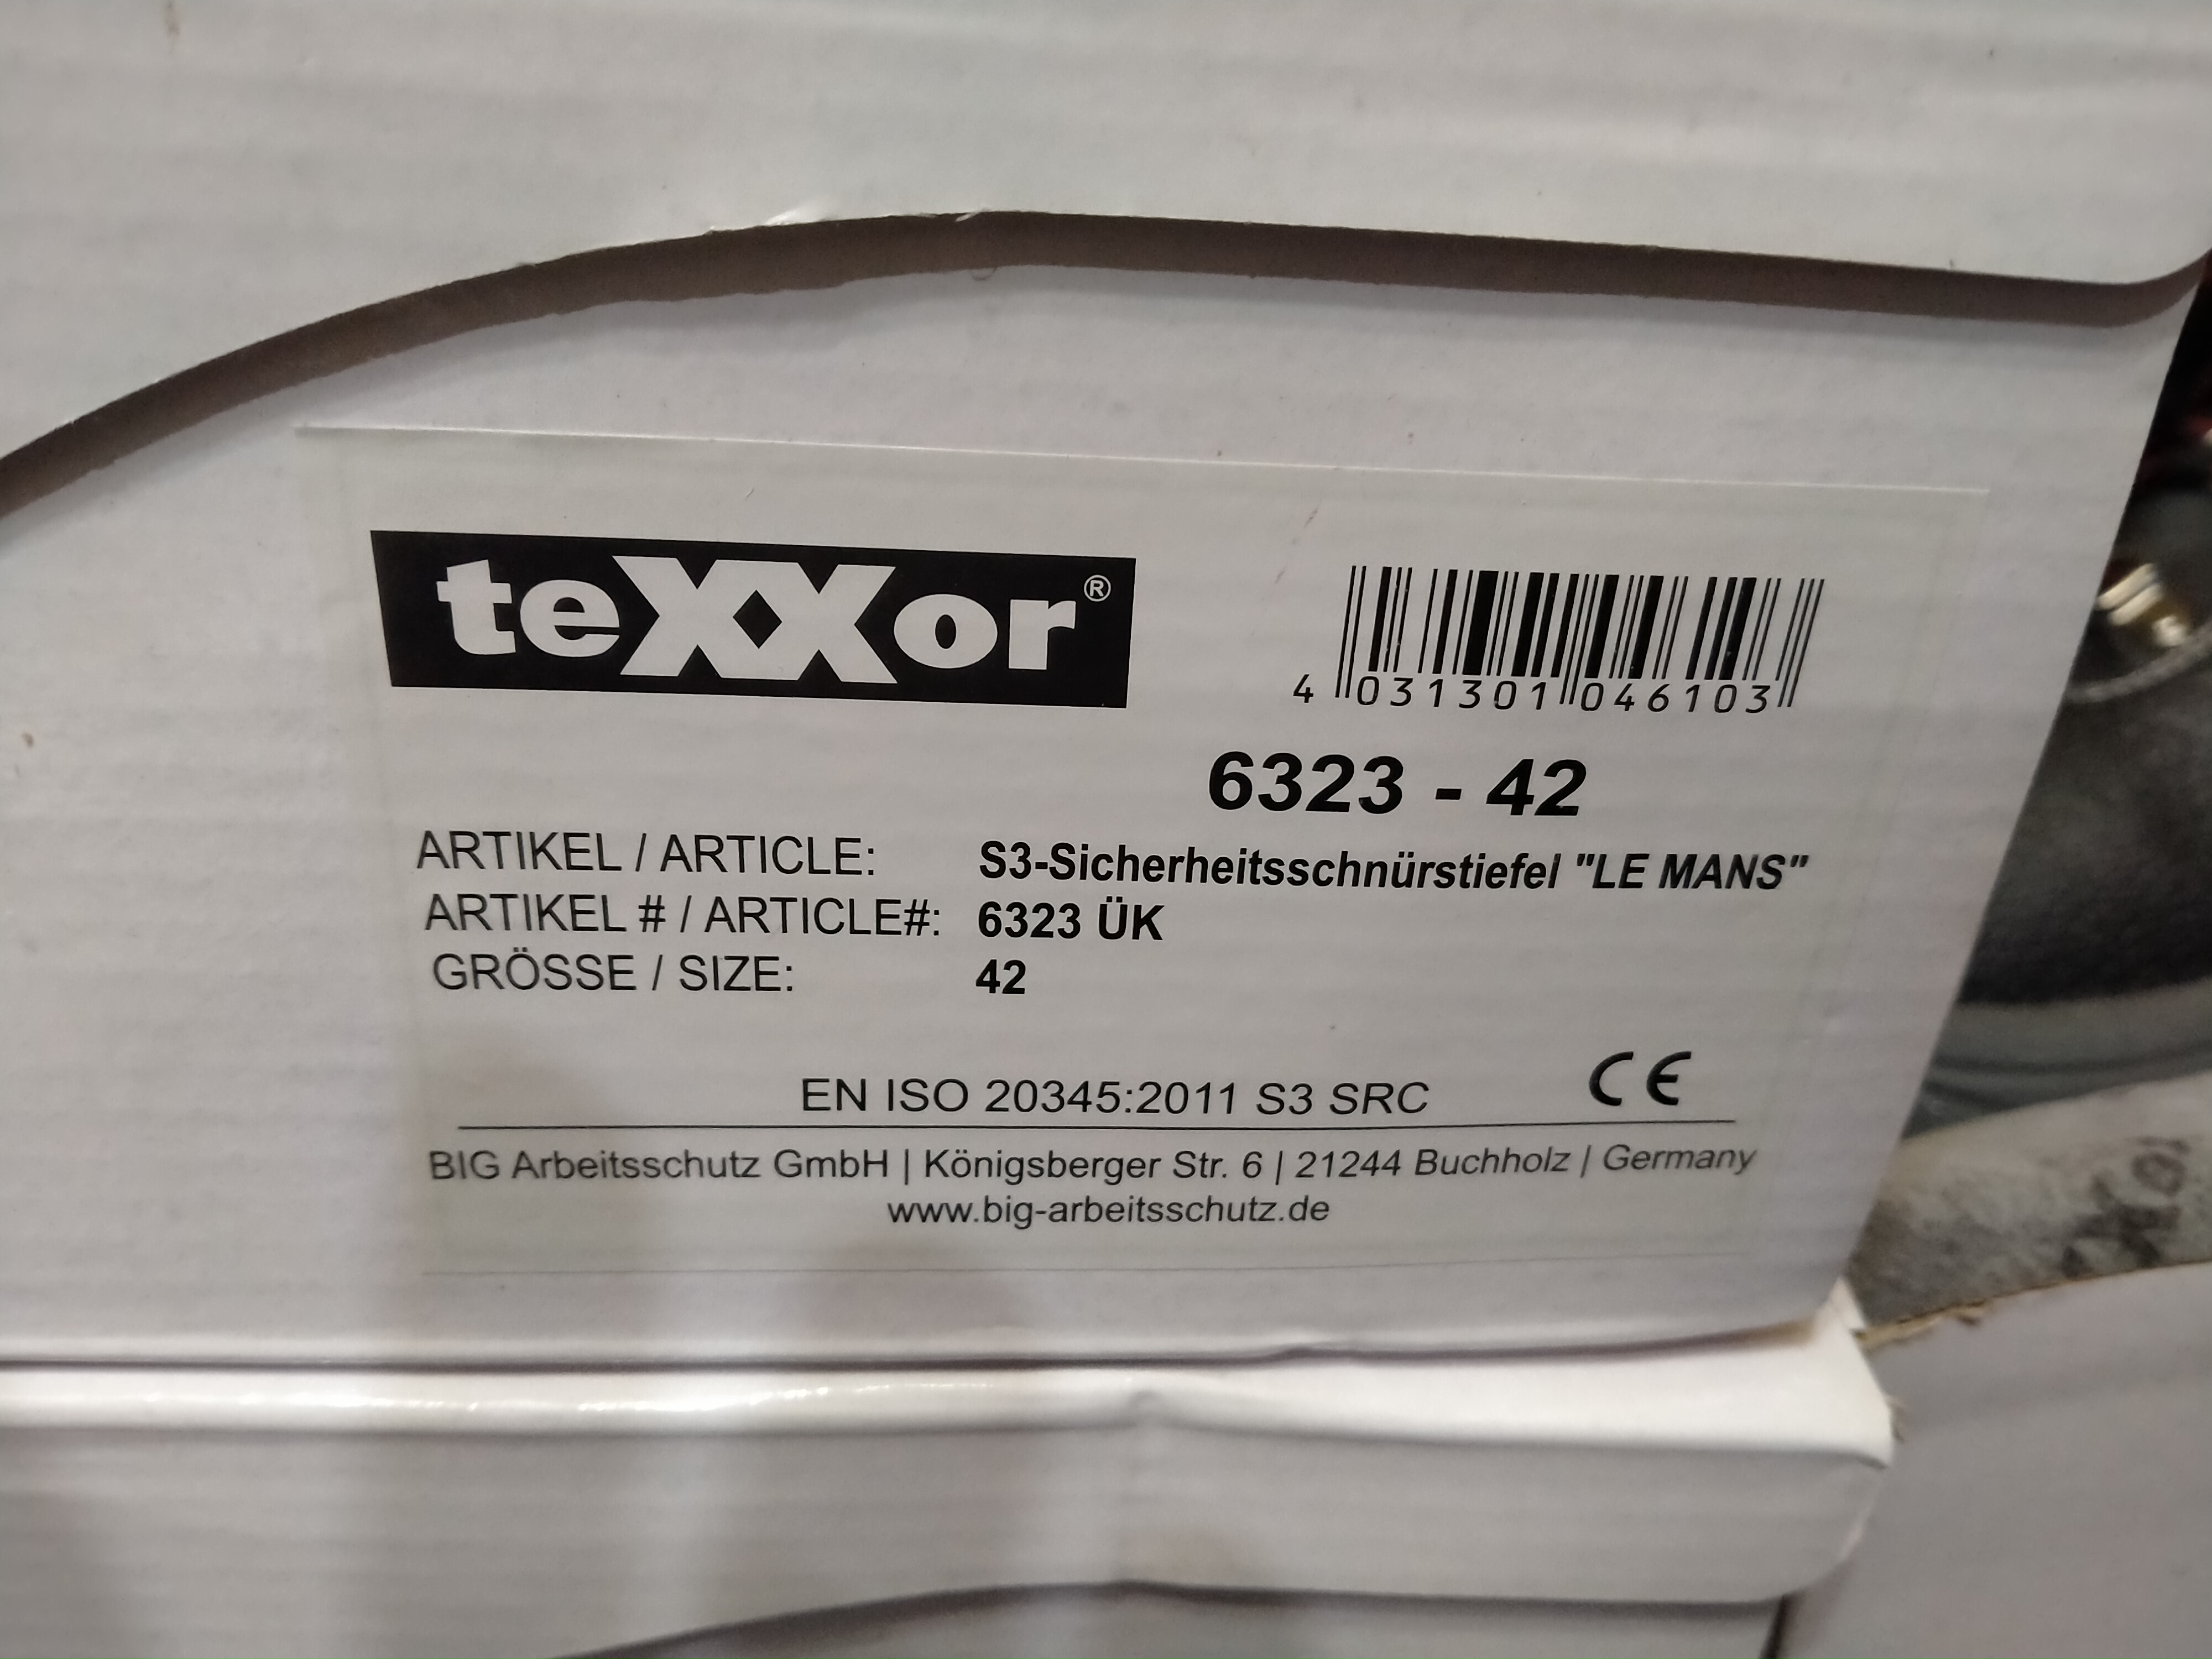 teXXor®
4 031301 046103
6323 - 42
ARTIKEL / ARTICLE: S3-Sicherheitsschnürstiefel "LE MANS"
ARTIKEL # / ARTICLE#: 6323 ÜK
GRÖSSE / SIZE: 42
EN ISO 20345:2011 S3 SRC CE
BIG Arbeitsschutz GmbH | Königsberger Str. 6 | 21244 Buchholz | Germany
www.big-arbeitsschutz.de